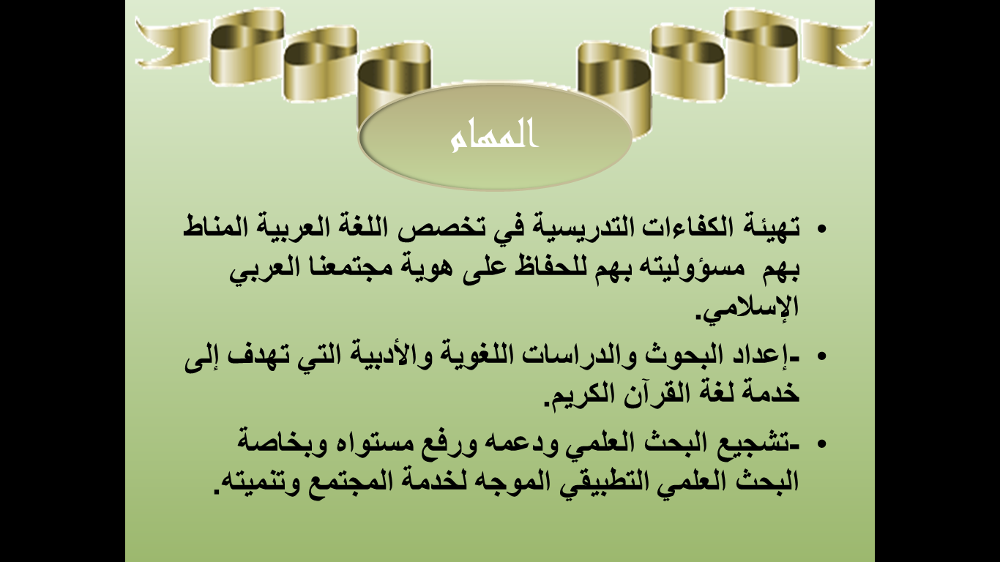 المهام
• تهيئة الكفاءات التدريسية في تخصص اللغة العربية المناط
بهم  مسؤوليته بهم للحفاظ على هوية مجتمعنا العربي
الإسلامي.
• -إعداد البحوث والدراسات اللغوية والأدبية التي تهدف إلى
خدمة لغة القرآن الكريم.
• -تشجيع البحث العلمي ودعمه ورفع مستواه وبخاصة
البحث العلمي التطبيقي الموجه لخدمة المجتمع وتنميته.